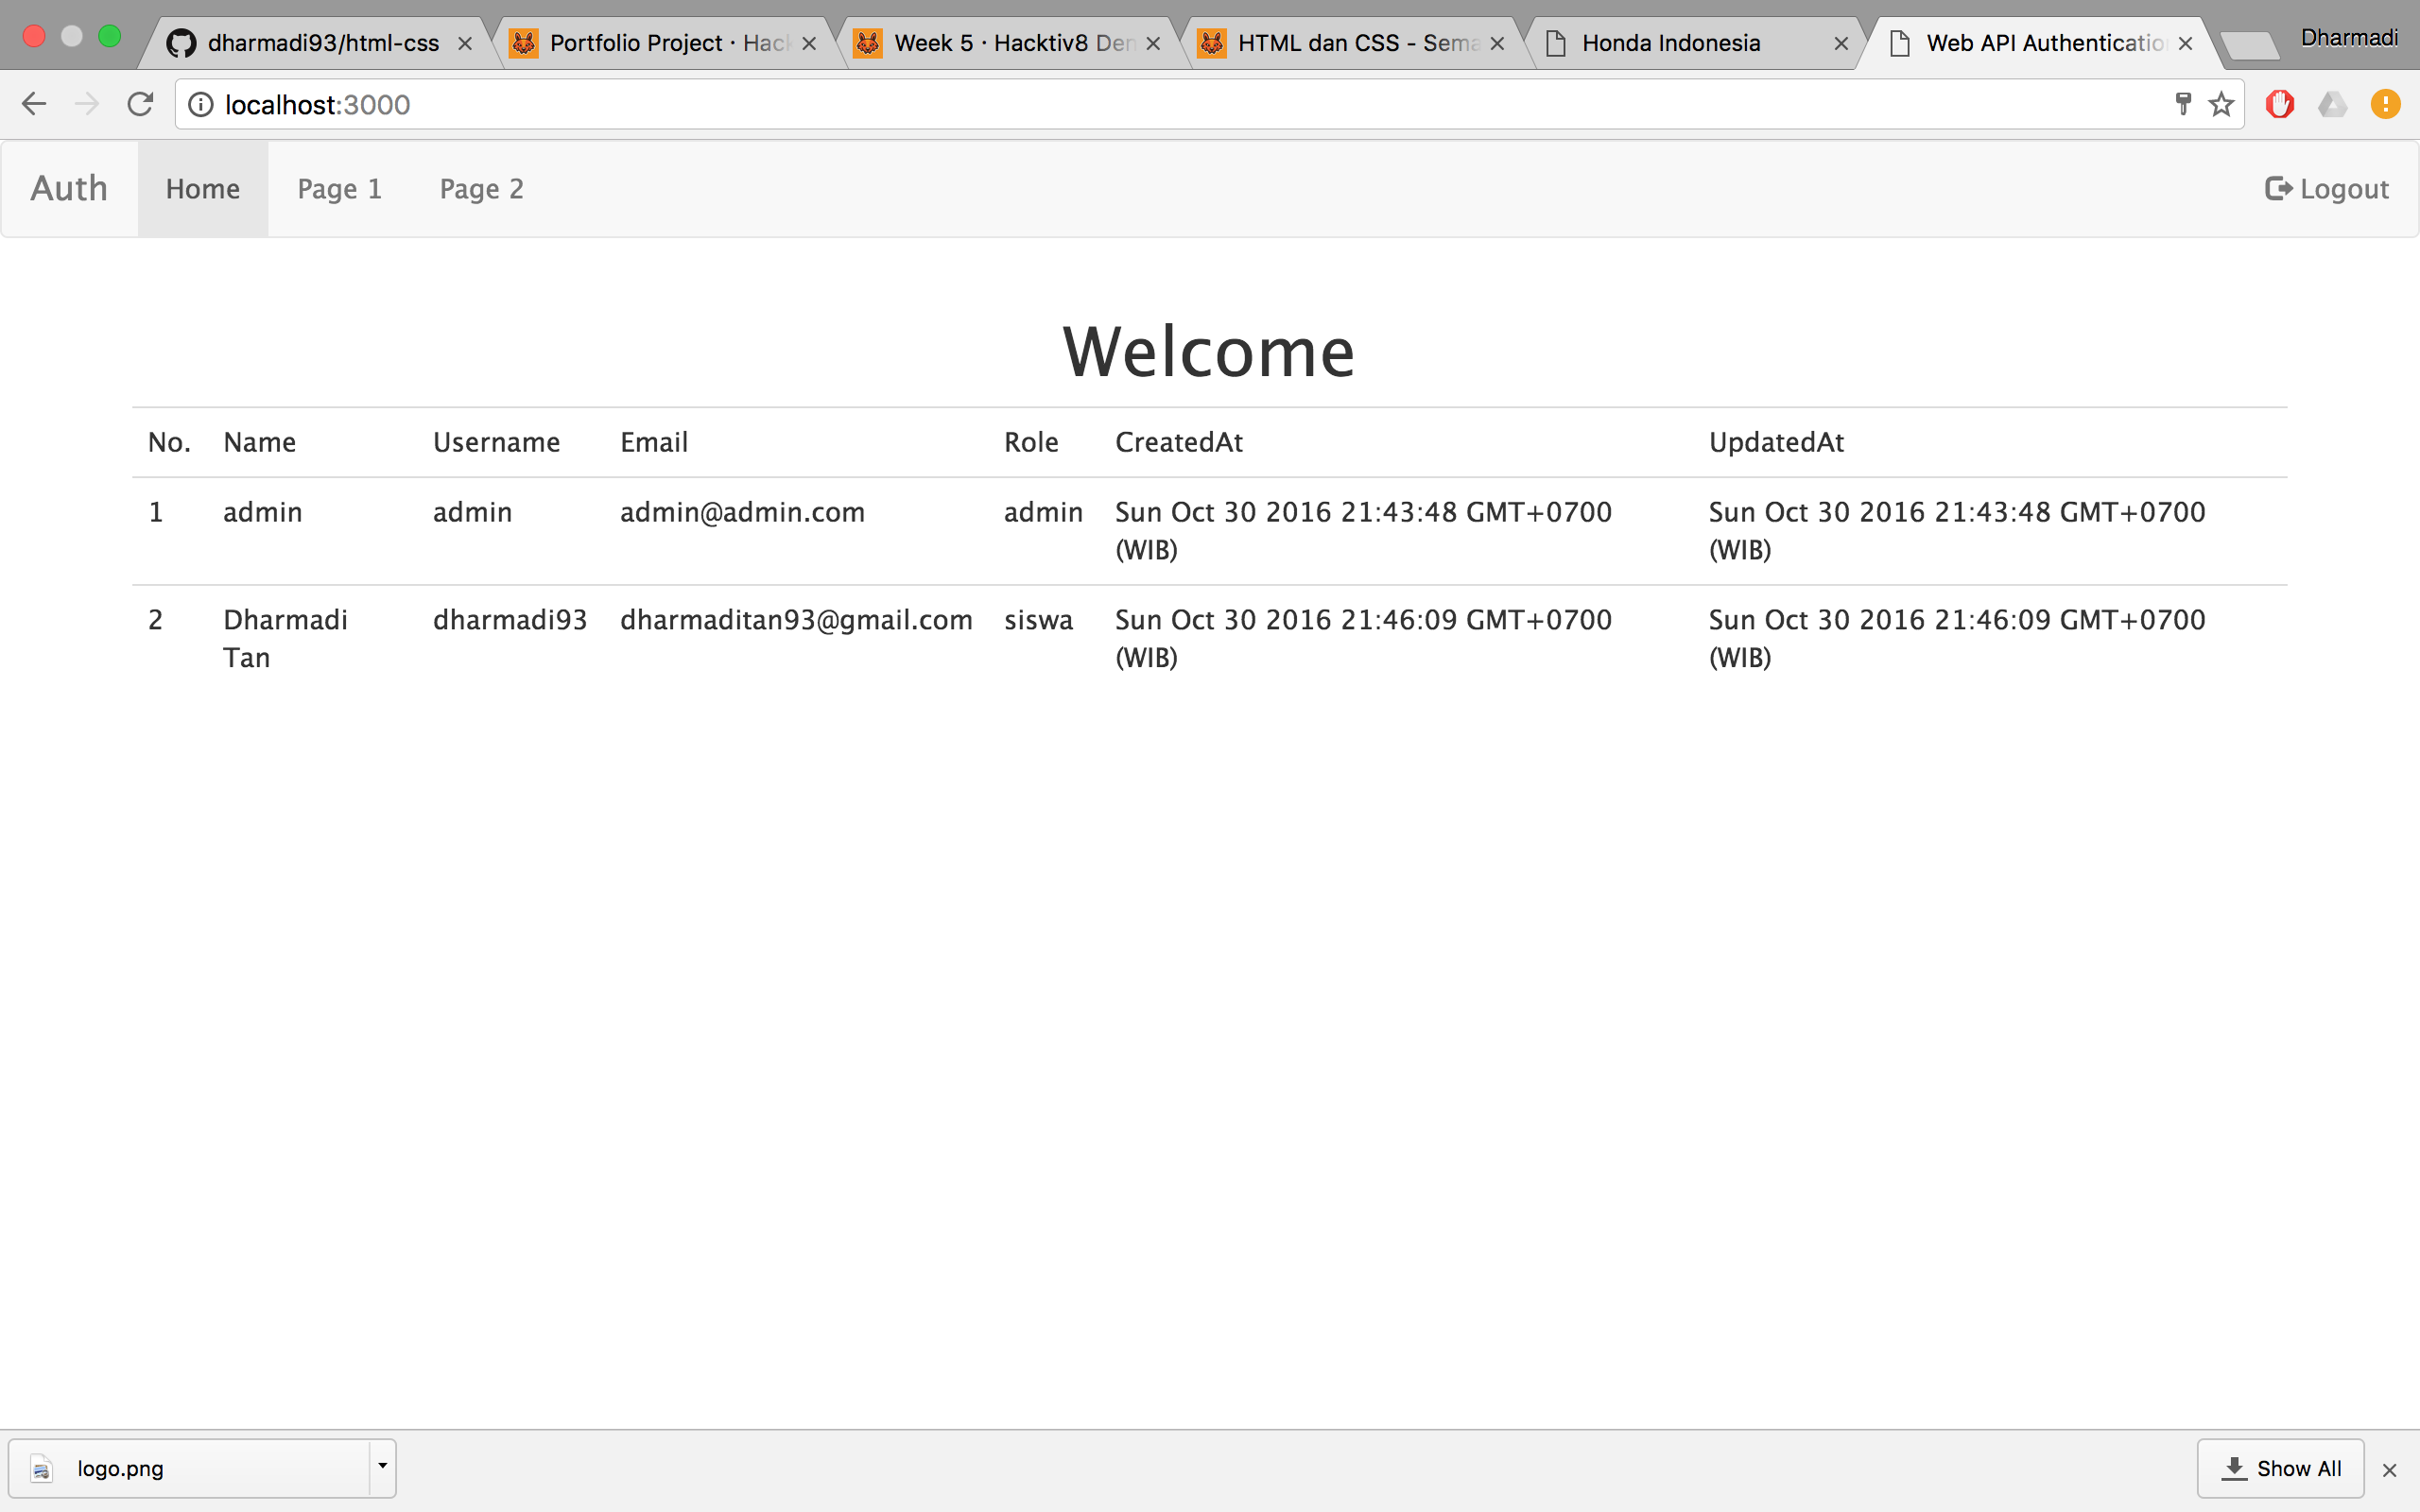 dharmadi93/html-css
Portfolio Project · Hack
Week 5 · Hacktiv8 Den
HTML dan CSS - Sema
Honda Indonesia
Web API Authenticatio
Dharmadi
localhost:3000
Auth Home Page 1 Page 2 Logout
Welcome
No. Name Username Email Role CreatedAt UpdatedAt
1 admin admin admin@admin.com admin Sun Oct 30 2016 21:43:48 GMT+0700 (WIB) Sun Oct 30 2016 21:43:48 GMT+0700 (WIB)
2 Dharmadi Tan dharmadi93 dharmaditan93@gmail.com siswa Sun Oct 30 2016 21:46:09 GMT+0700 (WIB) Sun Oct 30 2016 21:46:09 GMT+0700 (WIB)
logo.png
Show All